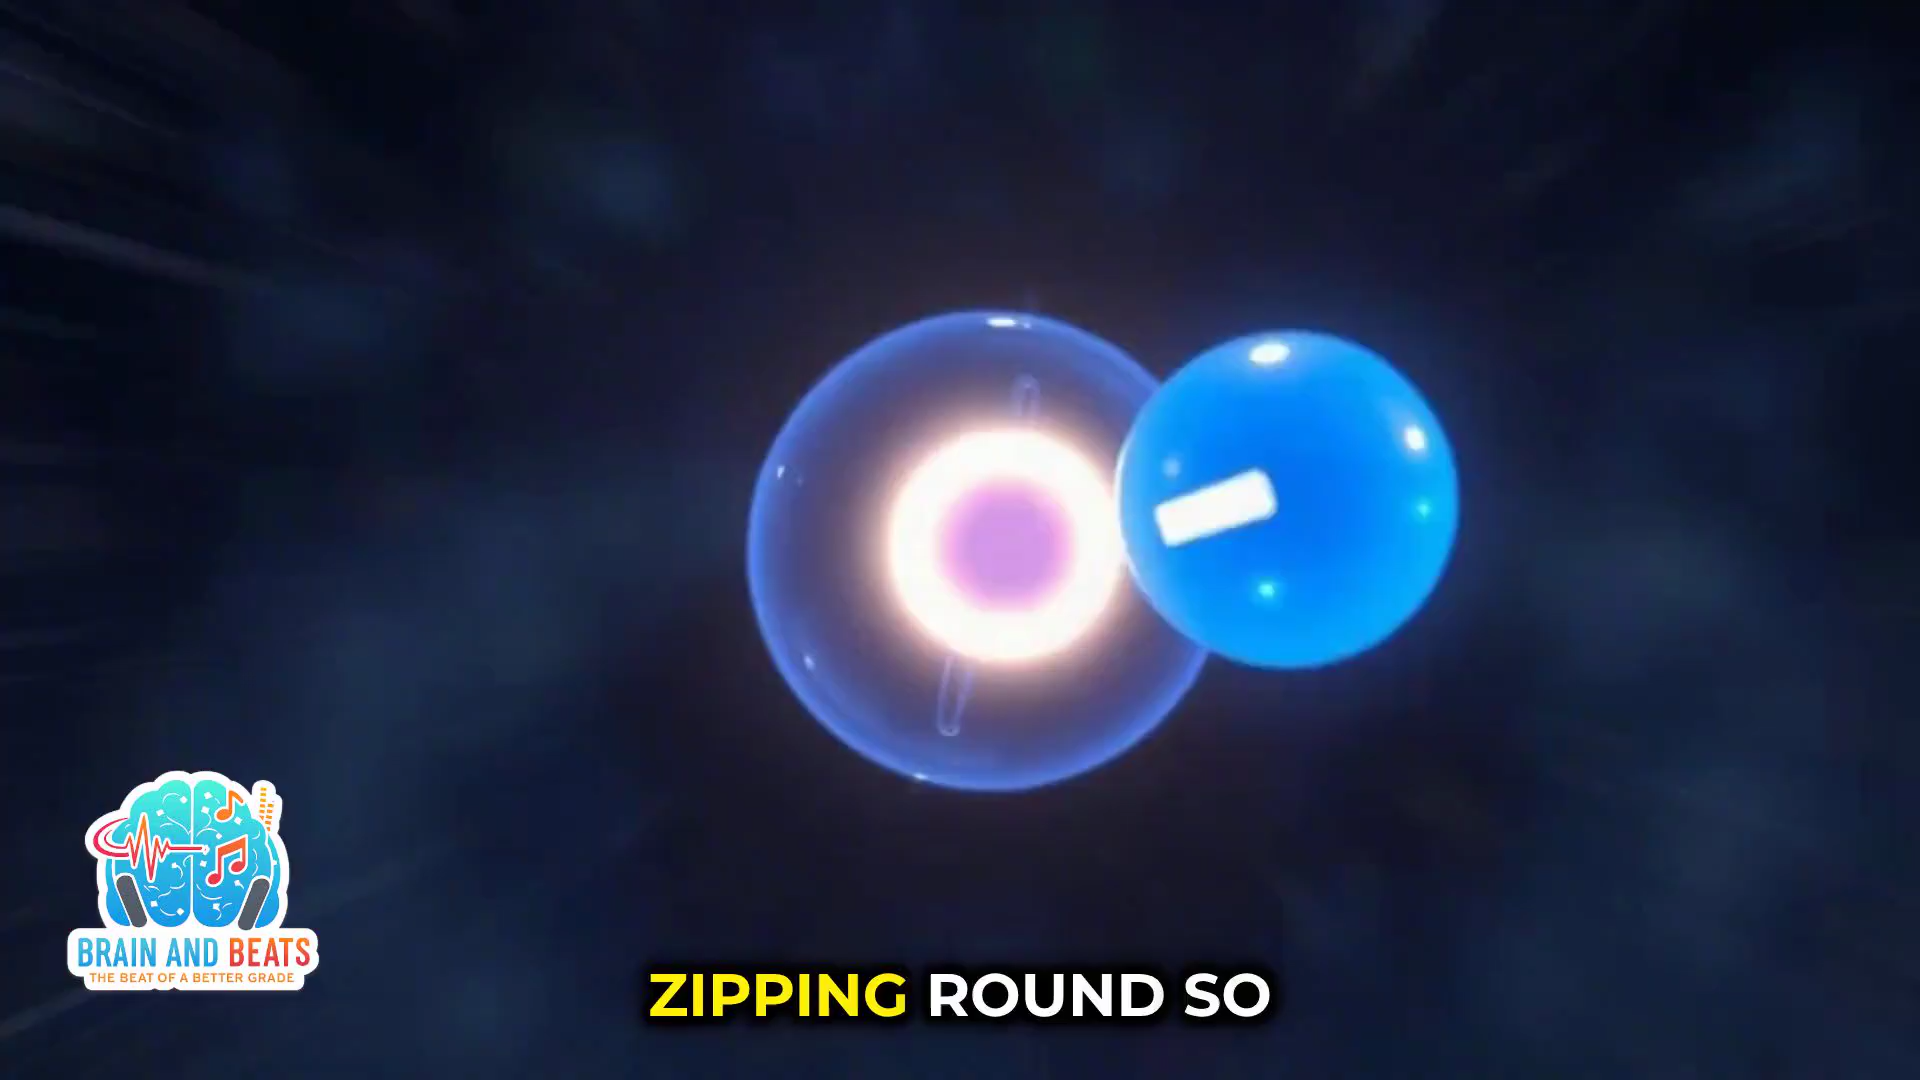 BRAIN AND BEATS
THE BEAT OF A BETTER GRADE
ZIPPING ROUND SO